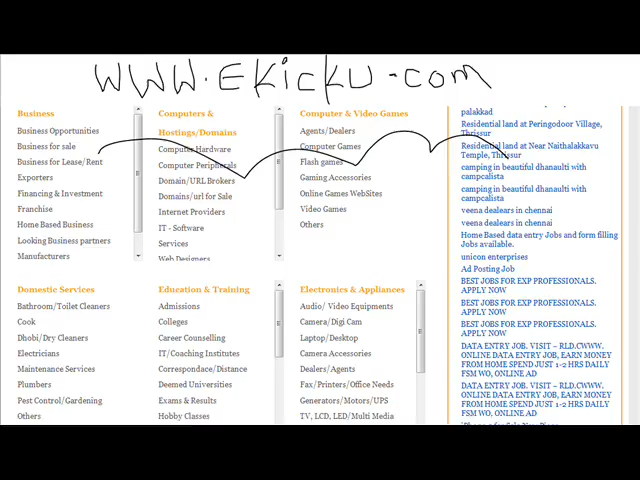 www.Ekicku.com
Business
Business Opportunities
Business for sale
Business for Lease/Rent
Exporters
Financing & Investment
Franchise
Home Based Business
Looking Business partners
Manufacturers
Computers &
Hostings/Domains
Computer Hardware
Computer Peripherals
Domain/URL Brokers
Domains/url for Sale
Internet Providers
IT - Software
Services
Web Designers
Computer & Video Games
Agents/Dealers
Computer Games
Flash games
Gaming Accessories
Online Games WebSites
Video Games
Others
palakkad
Residential land at Peringodoor Village,
Thrissur
Residential land at Near Naithalakkavu
Temple, Thrissur
camping in beautiful dhanaulti with
campcalista
camping in beautiful dhanaulti with
campcalista
veena dealears in chennai
veena dealears in chennai
Home Based data entry Jobs and form filling
Jobs available.
unicon enterprises
Ad Posting Job
BEST JOBS FOR EXP PROFESSIONALS.
APPLY NOW
BEST JOBS FOR EXP PROFESSIONALS.
APPLY NOW
BEST JOBS FOR EXP PROFESSIONALS.
APPLY NOW
DATA ENTRY JOB. VISIT – RLD.CWWW.
ONLINE DATA ENTRY JOB, EARN MONEY
FROM HOME SPEND JUST 1-2 HRS DAILY
FSM WO, ONLINE AD
DATA ENTRY JOB. VISIT – RLD.CWWW.
ONLINE DATA ENTRY JOB, EARN MONEY
FROM HOME SPEND JUST 1-2 HRS DAILY
FSM WO, ONLINE AD
Domestic Services
Bathroom/Toilet Cleaners
Cook
Dhobi/Dry Cleaners
Electricians
Maintenance Services
Plumbers
Pest Control/Gardening
Others
Education & Training
Admissions
Colleges
Career Counselling
IT/Coaching Institutes
Correspondace/Distance
Deemed Universities
Exams & Results
Hobby Classes
Electronics & Appliances
Audio/ Video Equipments
Camera/Digi Cam
Laptop/Desktop
Camera Accessories
Dealers/Agents
Fax/Printers/Office Needs
Generators/Motors/UPS
TV, LCD, LED/Multi Media